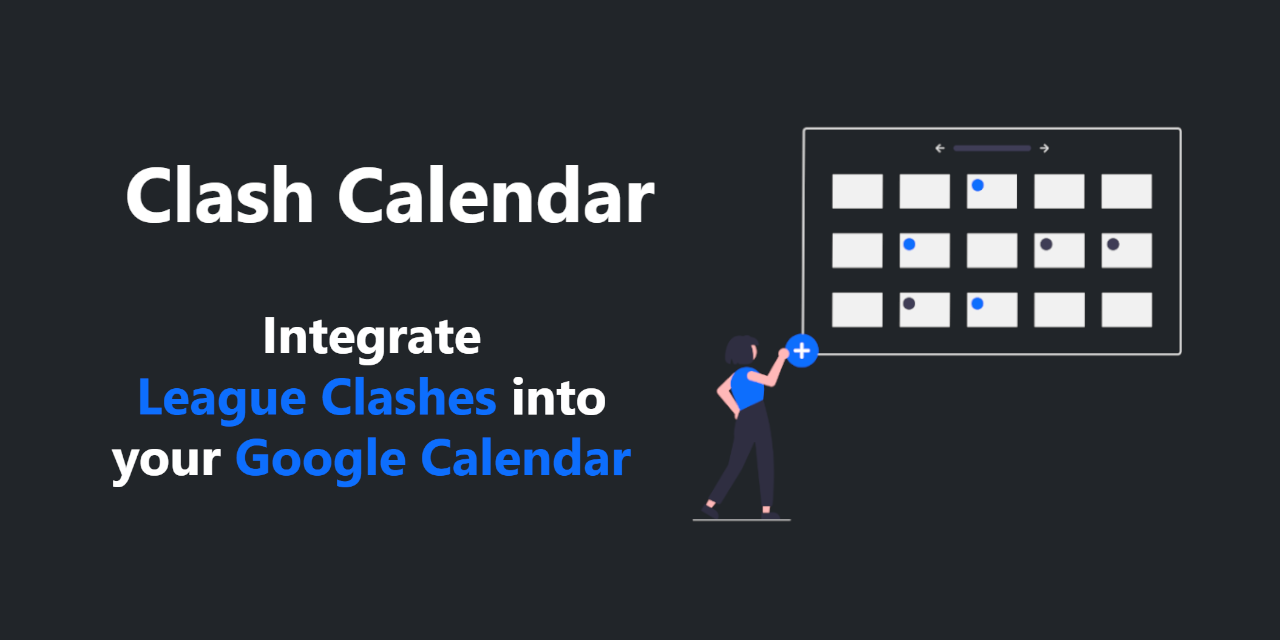 Clash Calendar
Integrate
League Clashes into
your Google Calendar